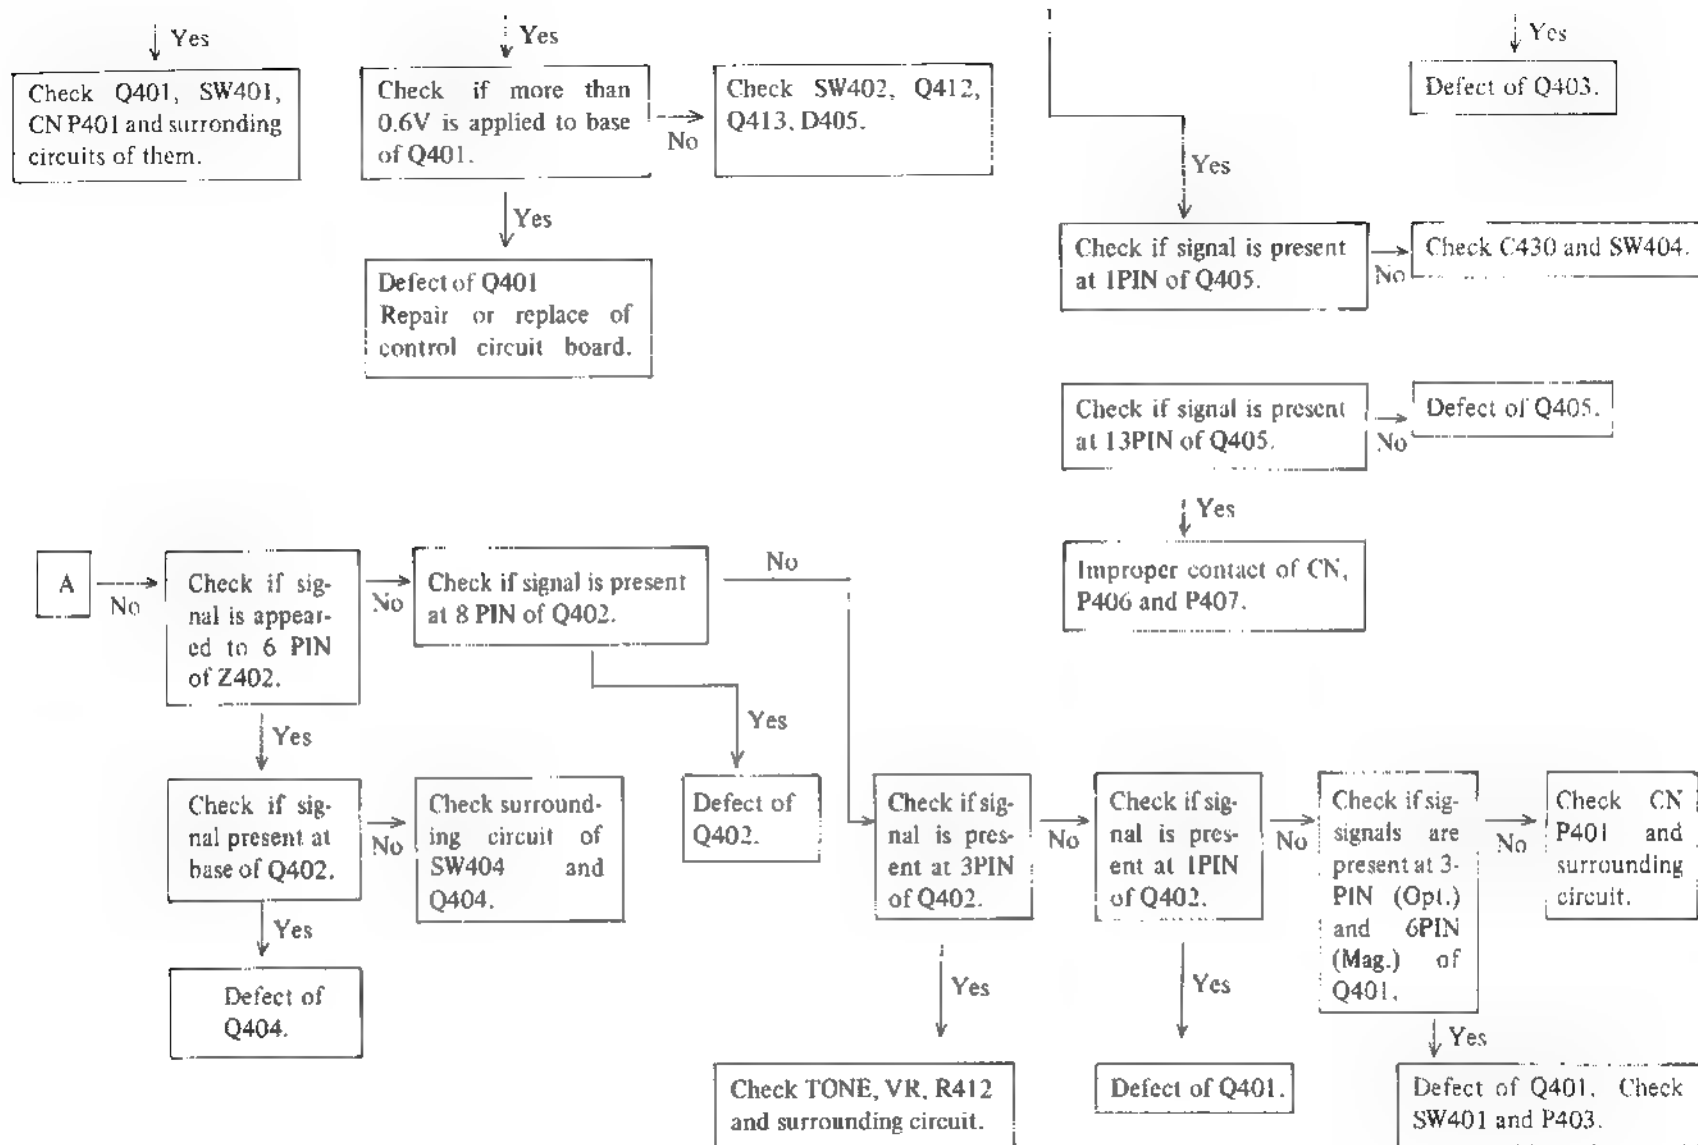 Yes
Check Q401, SW401,
CN P401 and surronding
circuits of them.
Yes
Check if more than
0.6V is applied to base
of Q401.
No
Check SW402, Q412,
Q413, D405.
Yes
Defect of Q401
Repair or replace of
control circuit board.
Yes
Defect of Q403.
Yes
Check if signal is present
at 1PIN of Q405.
No
Check C430 and SW404.
Check if signal is present
at 13PIN of Q405.
No
Defect of Q405.
Yes
Improper contact of CN,
P406 and P407.
A
No
Check if sig-
nal is appear-
ed to 6 PIN
of Z402.
No
Check if signal is present
at 8 PIN of Q402.
No
Yes
Yes
Check if sig-
nal present at
base of Q402.
No
Check surround-
ing circuit of
SW404 and
Q404.
Defect of
Q402.
Yes
Defect of
Q404.
Check if sig-
nal is pres-
ent at 3PIN
of Q402.
No
Check if sig-
nal is pres-
ent at 1PIN
of Q402.
No
Check if sig-
signals are
present at 3-
PIN (Opt.)
and 6PIN
(Mag.) of
Q401.
No
Check CN
P401 and
surrounding
circuit.
Yes
Yes
Yes
Check TONE, VR, R412
and surrounding circuit.
Defect of Q401.
Defect of Q401. Check
SW401 and P403.